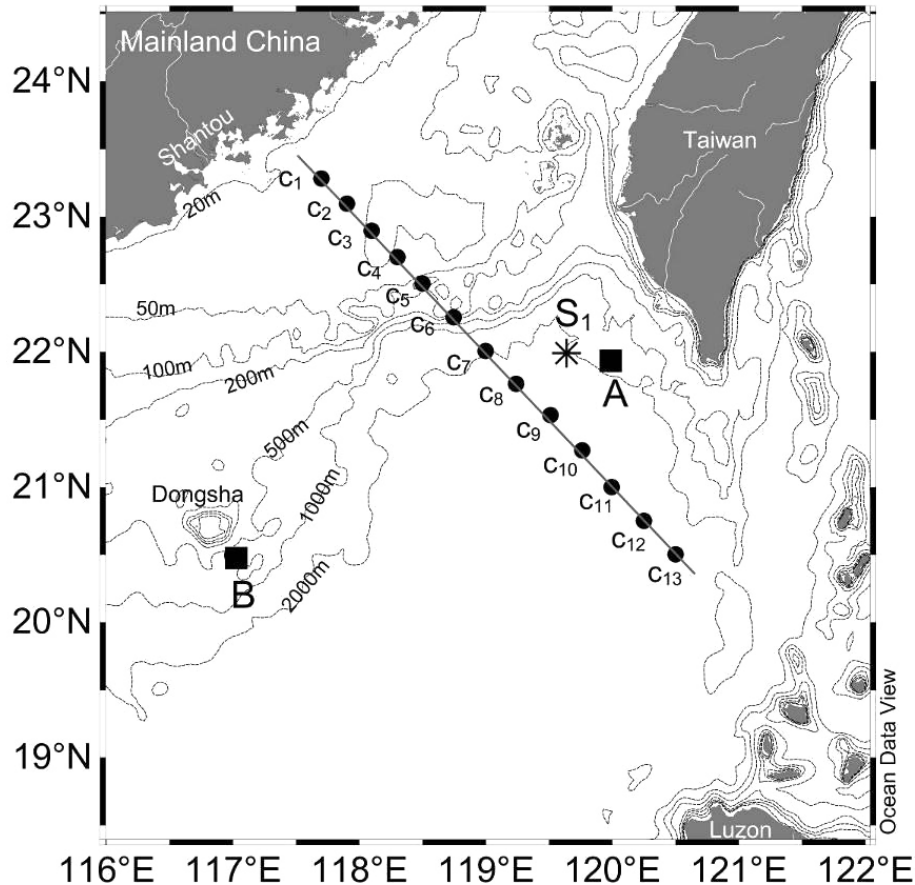 Mainland China
24°N
Taiwan
Shantou
C₁
20m
23°N
C₂
C₃
C₄
C₅
50m
C₆
S₁
22°N
100m
C₇
200m
A
C₈
C₉
500m
C₁₀
21°N
Dongsha
1000m
C₁₁
C₁₂
B
2000m
C₁₃
20°N
19°N
Luzon
Ocean Data View
116°E 117°E 118°E 119°E 120°E 121°E 122°E